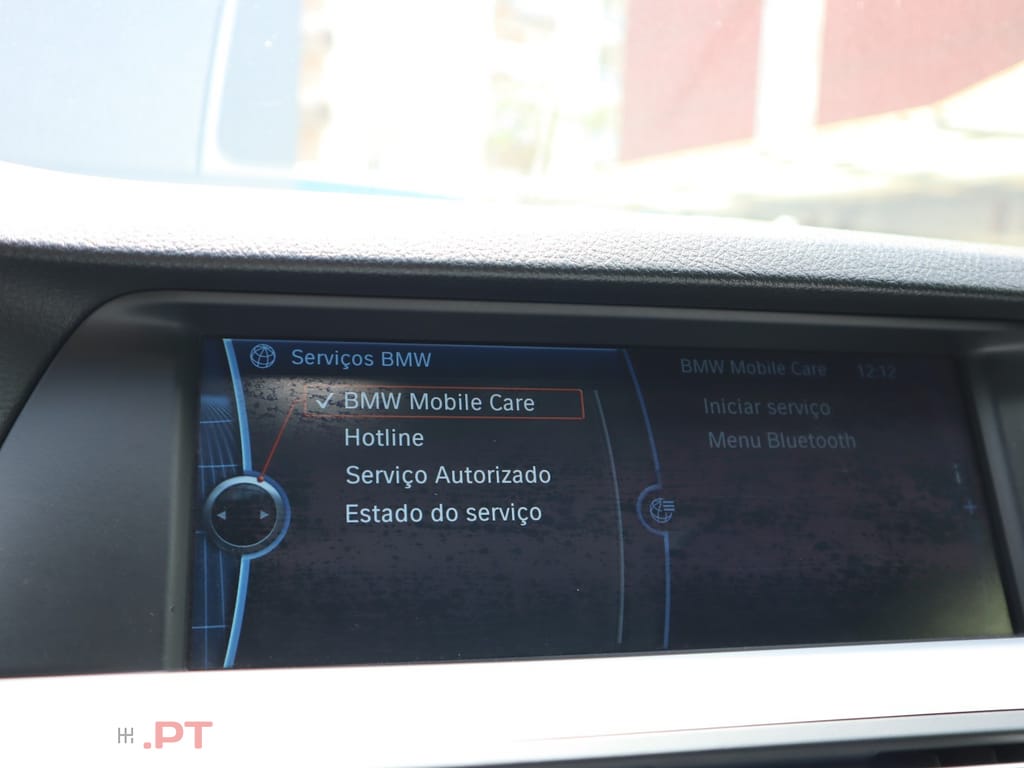 Serviços BMW
✓ BMW Mobile Care
Hotline
Serviço Autorizado
Estado do serviço
BMW Mobile Care 12:12
Iniciar serviço
Menu Bluetooth
.PT